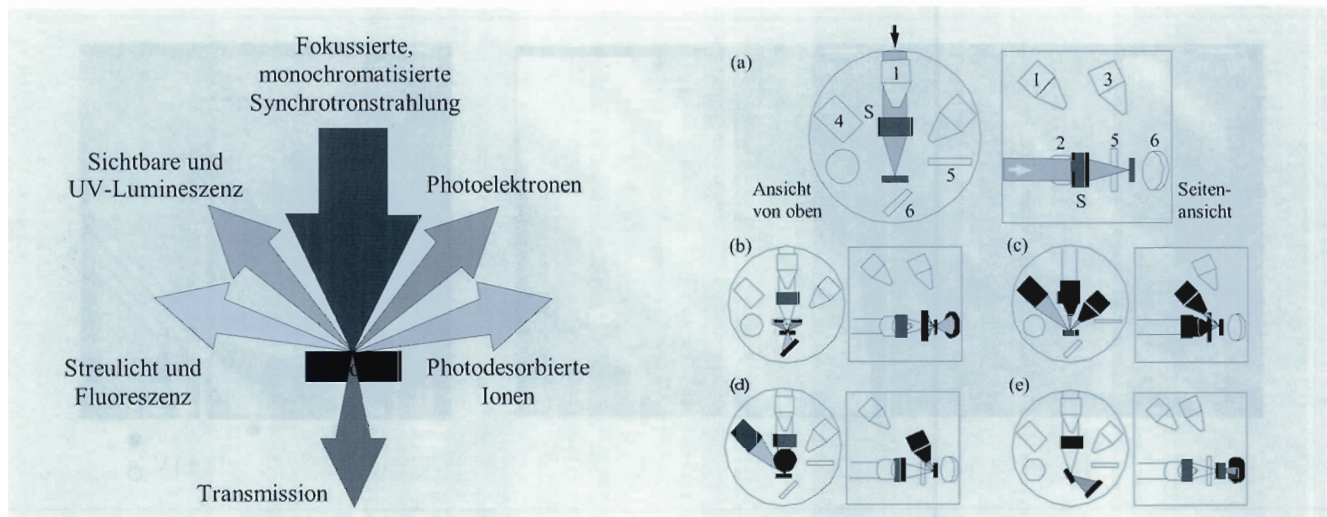 Fokussierte,
monochromatisierte
Synchrotronstrahlung
Sichtbare und
UV-Lumineszenz
Photoelektronen
Streulicht und
Fluoreszenz
Photodesorbierte
Ionen
Transmission
(a)
1
S
4
5
6
Ansicht
von oben
1
3
2
5
6
S
Seiten-
ansicht
(b)
(c)
(d)
(e)